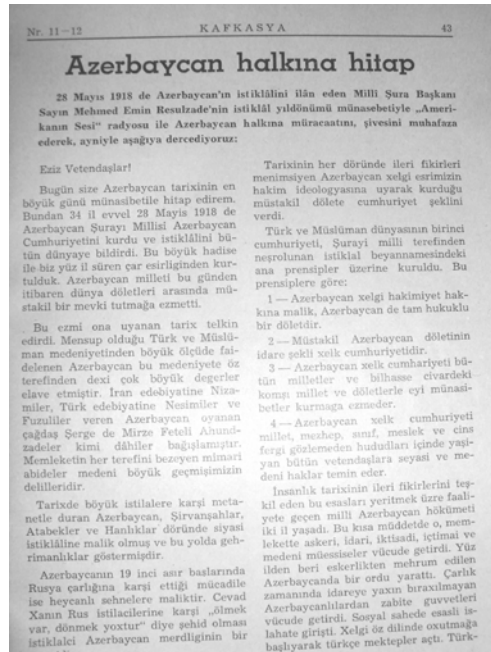 Nr. 11-12
KAFKASYA
43
Azerbaycan halkına hitap
28 Mayıs 1918 de Azerbaycan'ın istiklâlini ilân eden Millî Şura Başkanı
Sayın Mehmed Emin Resulzade'nin istiklâl yıldönümü münasebetiyle „Ameri-
kanın Sesi“ radyosu ile Azerbaycan halkına müracaatını, şivesini muhafaza
ederek, ayniyle aşağıya dercediyoruz:
Eziz Vetendaşlar!
Bugün size Azerbaycan tarixinin en
böyük günü münasibetile hitap edirem.
Bundan 34 il evvel 28 Mayis 1918 de
Azerbaycan Şurayı Millîsi Azerbaycan
Cumhuriyetini kurdu ve istiklâlini bü-
tün dünyaye bildirdi. Bu böyük hadise
ile biz yüz il süren çar esirliginden kur-
tulduk. Azerbaycan milleti bu günden
itibaren dünya döletleri arasında mü-
stakil bir mevki tutmağa ezmetti.
Bu ezmi ona uyanan tarix telkin
edirdi. Mensup olduğu Türk ve Müslü-
man medeniyetinden böyük ölçüde fai-
delenen Azerbaycan bu medeniyete öz
terefinden dexi çok böyük degerler
elave etmiştir. İran edebiyatine Niza-
miler, Türk edebiyatine Nesimiler ve
Fuzuliler veren Azerbaycan oyanan
çağdaş Şerge de Mirze Feteli Ahund-
zadeler kimi dâhiler bağışlamıştır.
Memleketin her terefini bezeyen mimari
abideler medeni böyük geçmişimizin
delilleridir.
Tarixde böyük istilalere karşi meta-
netle duran Azerbaycan, Şirvanşahlar,
Atabekler ve Hanlıklar döründe siyasi
istiklâline malik olmuş ve bu yolda geh-
rimanlıklar göstermişdir.
Azerbaycanın 19 inci asır başlarında
Rusya çarlığına karşi ettiği mücadile
ise heycanlı sehnelere maliktir. Cevad
Xanın Rus istilacilerine karşi „ölmek
var, dönmek yoxtur“ diye şehid olması
istiklalci Azerbaycan merdliginin bir
Tarixinin her döründe ileri fikirleri
menimsiyen Azerbaycan xelgi esrimizin
hakim ideologyasına uyarak kurduğu
müstakil dölete cumhuriyet şeklini
verdi.
Türk ve Müslüman dünyasının birinci
cumhuriyeti, Şurayi milli terefinden
neşrolunan istiklal beyannamesindeki
ana prensipler üzerine kuruldu. Bu
prensiplere göre:
1 — Azerbaycan xelgi hakimiyet hak-
kına malik, Azerbaycan de tam hukuklu
bir döletdir.
2 — Müstakil Azerbaycan döletinin
idare şekli xelk cumhuriyetidir.
3 — Azerbaycan xelk cumhariyeti bü-
tün milletler ve bilhasse civardeki
komşi millet ve döletlerle eyi münasi-
betler kurmaga ezmeder.
4 — Azerbaycan xelk cumhuriyeti
millet, mezhep, sınıf, meslek ve cins
fergi gözlemeden hududları içinde yaşi-
yan bütün vetendaşlara seyasi ve me-
deni haklar temin eder.
Insanlık tarixinin ileri fikirlerini teş-
kil eden bu esasları yeritmek üzre faali-
yete geçen milli Azerbaycan hökümeti
iki il yaşadı. Bu kısa müddetde o, mem-
lekette askeri, idari, iktisadi, içtimai ve
medeni müessiseler vücude getirdi. Yüz
ilden beri eskerlikten mehrum edilen
Azerbaycanda bir ordu yarattı. Çarlık
zamanında idareye yaxın bıraxılmayan
Azerbaycanlılardan zabite guvvetleri
vücude getirdi. Sosyal sahede esaslı is-
lahate girişti. Xelgi öz dilinde oxutmağa
başlıyarak türkçe mektepler açtı. Türk-